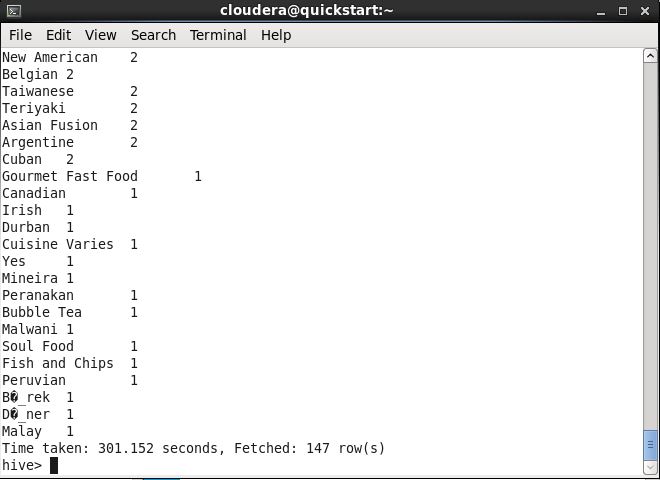 cloudera@quickstart:~
File Edit View Search Terminal Help
New American 2
Belgian 2
Taiwanese 2
Teriyaki 2
Asian Fusion 2
Argentine 2
Cuban 2
Gourmet Fast Food 1
Canadian 1
Irish 1
Durban 1
Cuisine Varies 1
Yes 1
Mineira 1
Peranakan 1
Bubble Tea 1
Malwani 1
Soul Food 1
Fish and Chips 1
Peruvian 1
B�_rek 1
D�_ner 1
Malay 1
Time taken: 301.152 seconds, Fetched: 147 row(s)
hive>